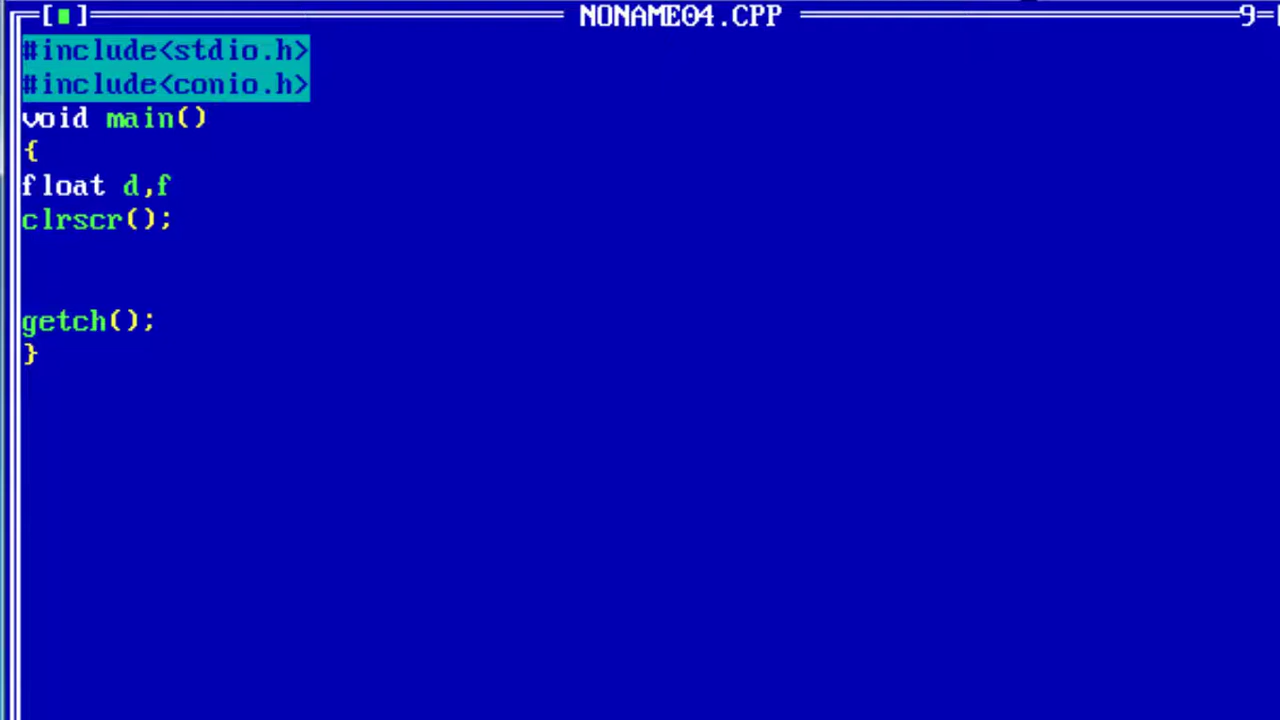 [■] NONAME04.CPP 9=
#include<stdio.h>
#include<conio.h>
void main()
{
float d,f
clrscr();
getch();
}